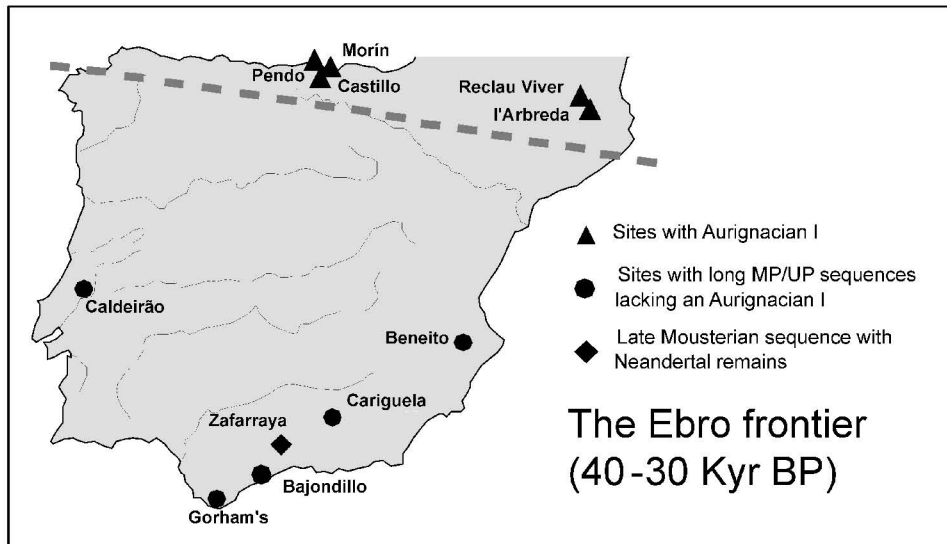 Morín
Pendo
Castillo
Reclau Viver
l'Arbreda
Sites with Aurignacian I
Sites with long MP/UP sequences
lacking an Aurignacian I
Caldeirão
Beneito
Late Mousterian sequence with
Neandertal remains
Cariguela
Zafarraya
The Ebro frontier
(40-30 Kyr BP)
Bajondillo
Gorham's